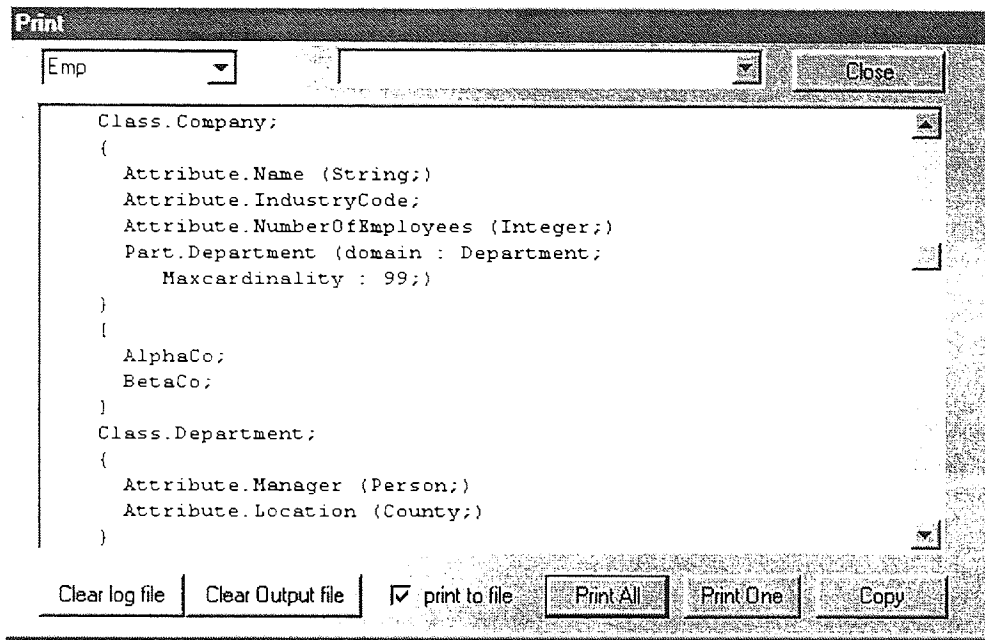 Print
Emp
Close
Class.Company;
{
Attribute.Name (String;)
Attribute.IndustryCode;
Attribute.NumberOfEmployees (Integer;)
Part.Department (domain : Department;
Maxcardinality : 99;)
}
[
AlphaCo;
BetaCo;
]
Class.Department;
{
Attribute.Manager (Person;)
Attribute.Location (County;)
}
Clear log file
Clear Output file
print to file
Print All
Print One
Copy